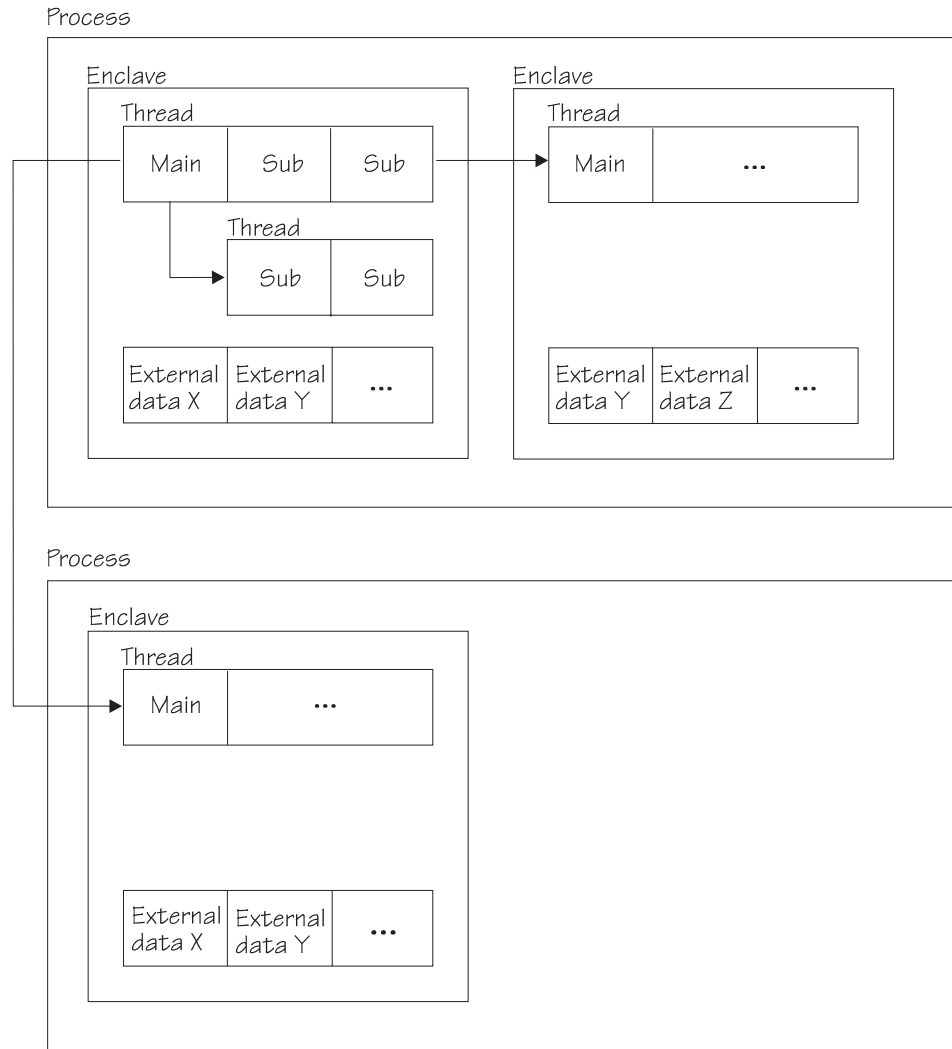 Process
Enclave
Enclave
Thread
Thread
Main Sub Sub
Main ...
Thread
Sub Sub
External
data X
External
data Y
...
External
data Y
External
data Z
...
Process
Enclave
Thread
Main ...
External
data X
External
data Y
...